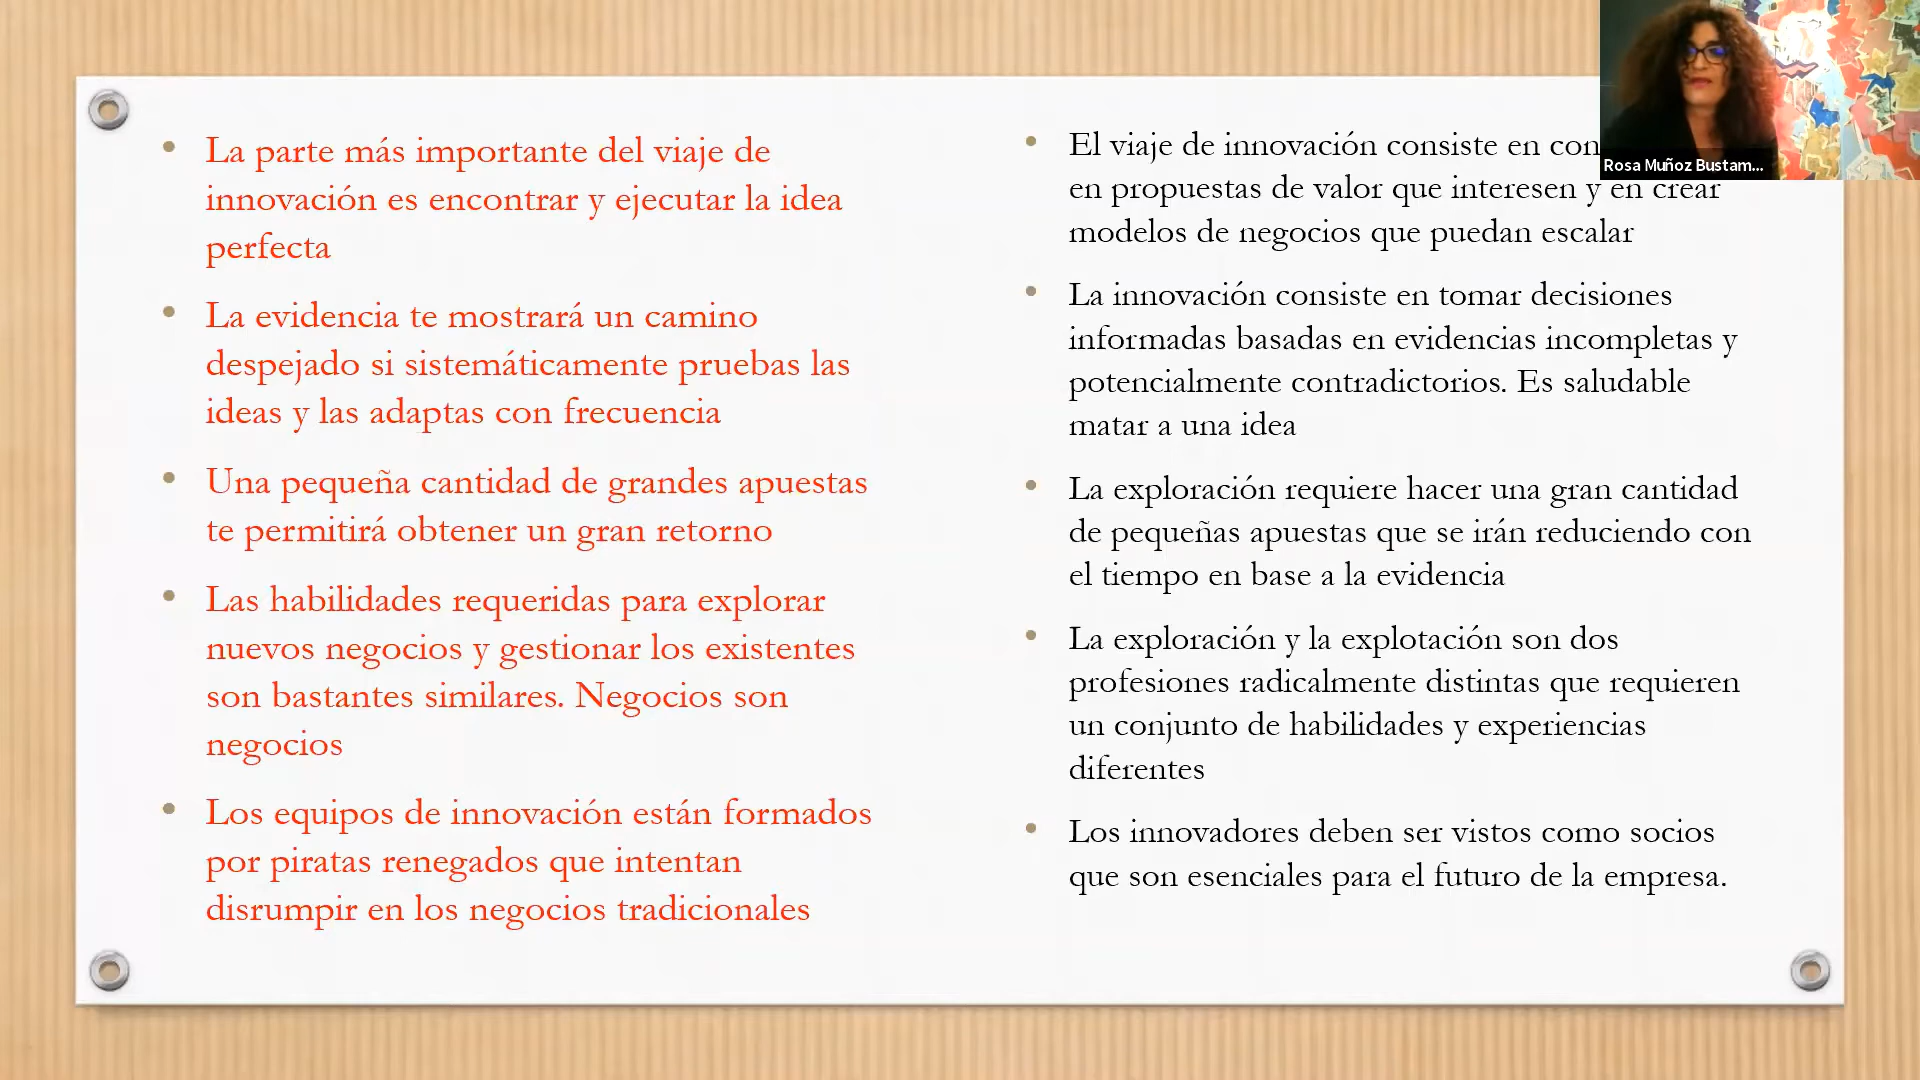 La parte más importante del viaje de
innovación es encontrar y ejecutar la idea
perfecta
La evidencia te mostrará un camino
despejado si sistemáticamente pruebas las
ideas y las adaptas con frecuencia
Una pequeña cantidad de grandes apuestas
te permitirá obtener un gran retorno
Las habilidades requeridas para explorar
nuevos negocios y gestionar los existentes
son bastantes similares. Negocios son
negocios
Los equipos de innovación están formados
por piratas renegados que intentan
disrumpir en los negocios tradicionales
El viaje de innovación consiste en
en propuestas de valor que interesen y en crear
modelos de negocios que puedan escalar
La innovación consiste en tomar decisiones
informadas basadas en evidencias incompletas y
potencialmente contradictorios. Es saludable
matar a una idea
La exploración requiere hacer una gran cantidad
de pequeñas apuestas que se irán reduciendo con
el tiempo en base a la evidencia
La exploración y la explotación son dos
profesiones radicalmente distintas que requieren
un conjunto de habilidades y experiencias
diferentes
Los innovadores deben ser vistos como socios
que son esenciales para el futuro de la empresa.
Rosa Muñoz Bustam...